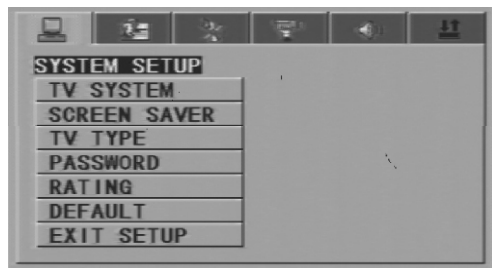 SYSTEM SETUP
TV SYSTEM
SCREEN SAVER
TV TYPE
PASSWORD
RATING
DEFAULT
EXIT SETUP